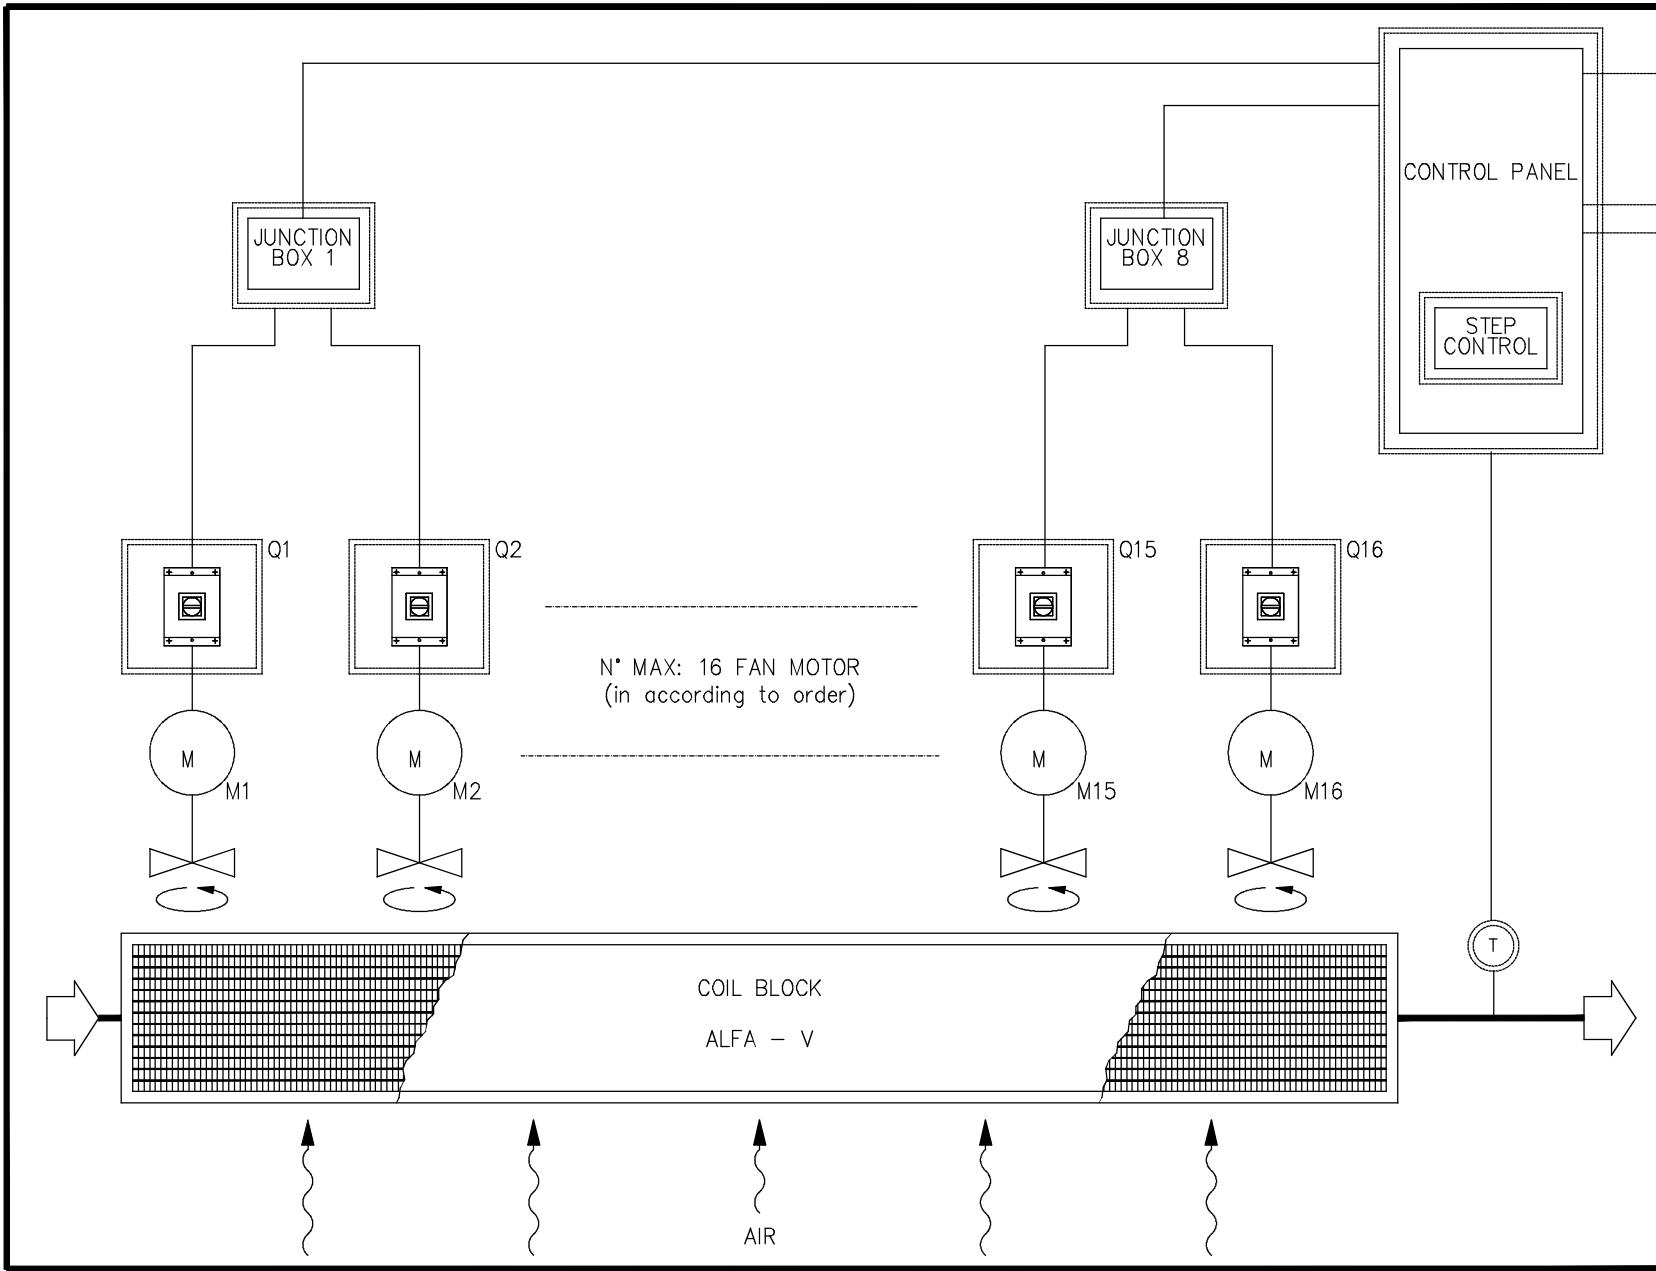 CONTROL PANEL
JUNCTION
BOX 1
JUNCTION
BOX 8
STEP
CONTROL
Q1
Q2
Q15
Q16
N° MAX: 16 FAN MOTOR
(in according to order)
M
M
M
M
M1
M2
M15
M16
T
COIL BLOCK
ALFA - V
AIR